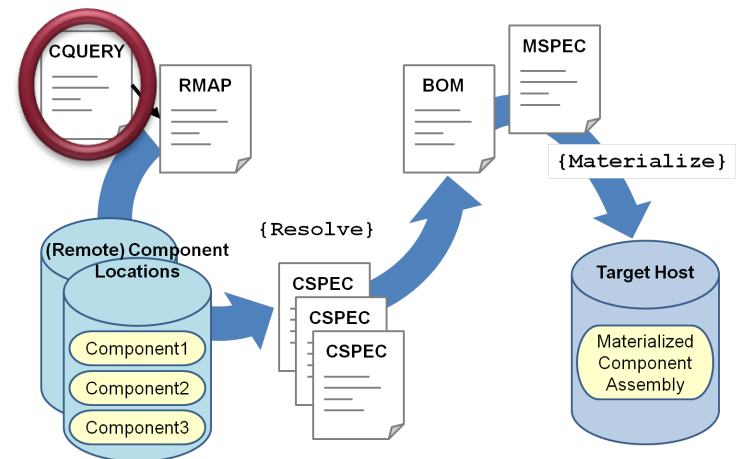 CQUERY
RMAP
BOM
MSPEC
{Materialize}
{Resolve}
(Remote) Component
Locations
Component1
Component2
Component3
CSPEC
CSPEC
CSPEC
Target Host
Materialized
Component
Assembly